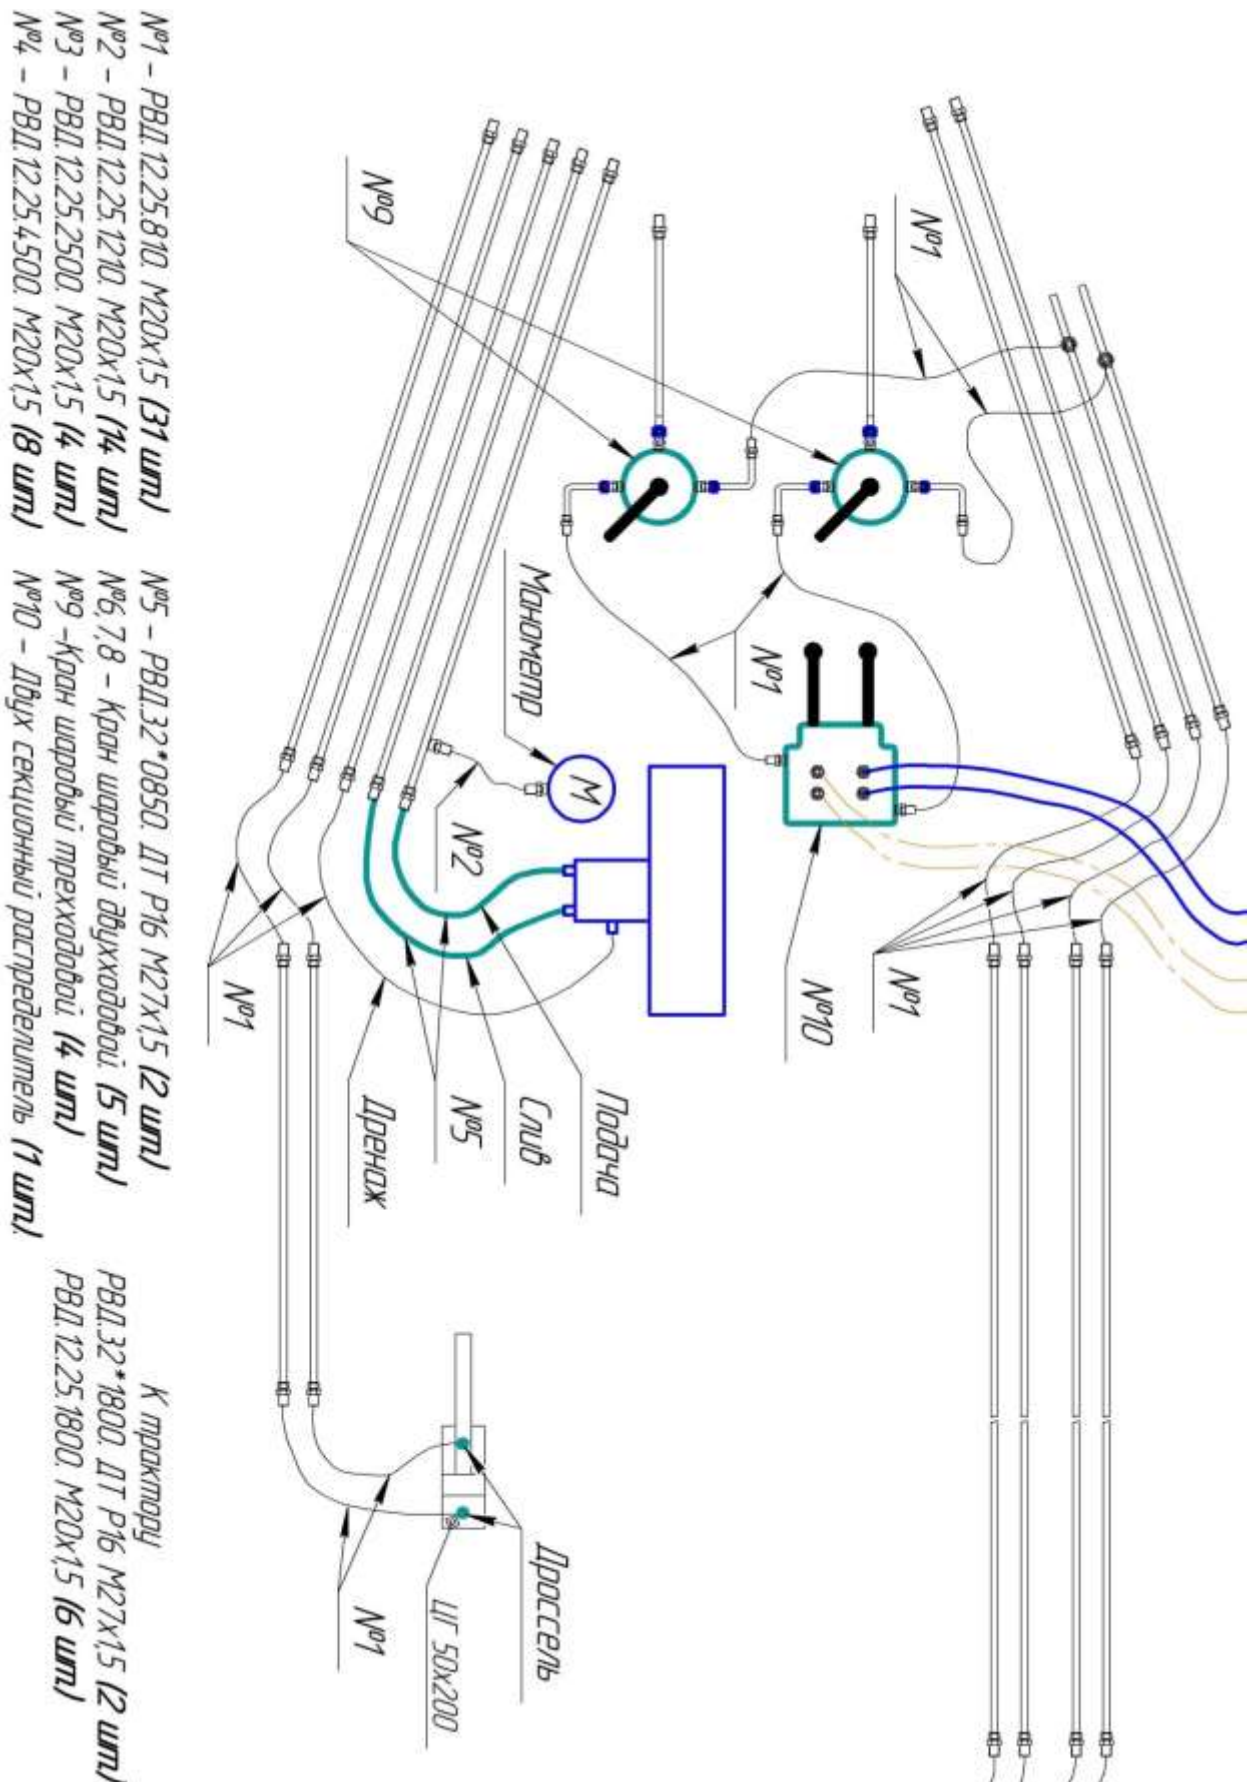 №1
№9
№1
Манометр
№2
№10
№1
№1
Подача
Слив
№5
Дренаж
Дроссель
ЦГ 50х200
№1
№1 - РВД.12.25.810. М20х1,5 (31 шт.)
№2 - РВД.12.25.1210. М20х1,5 (14 шт.)
№3 - РВД.12.25.2500. М20х1,5 (4 шт.)
№4 - РВД.12.25.4500. М20х1,5 (8 шт.)
№5 - РВД.32*0850. ДТ Р16 М27х1,5 (2 шт.)
№6,7,8 - Кран шаровый двухходовой. (5 шт.)
№9 -Кран шаровый трехходовой. (4 шт.)
№10 - Двух секционный распределитель (1 шт.).
К трактору
РВД.32*1800. ДТ Р16 М27х1,5 (2 шт.)
РВД.12.25.1800. М20х1,5 (6 шт.)
М